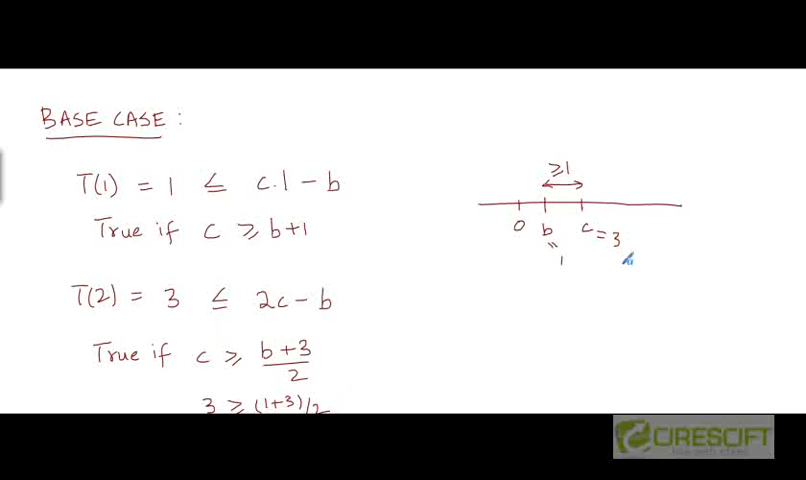 BASE CASE :
T(1) = 1 ≤ c.1 - b
True if c ≥ b+1
T(2) = 3 ≤ 2c - b
True if c ≥ b+3
2
3 ≥ (1+3)/2
≥1
0 b c = 3
1
CIRESCIFT